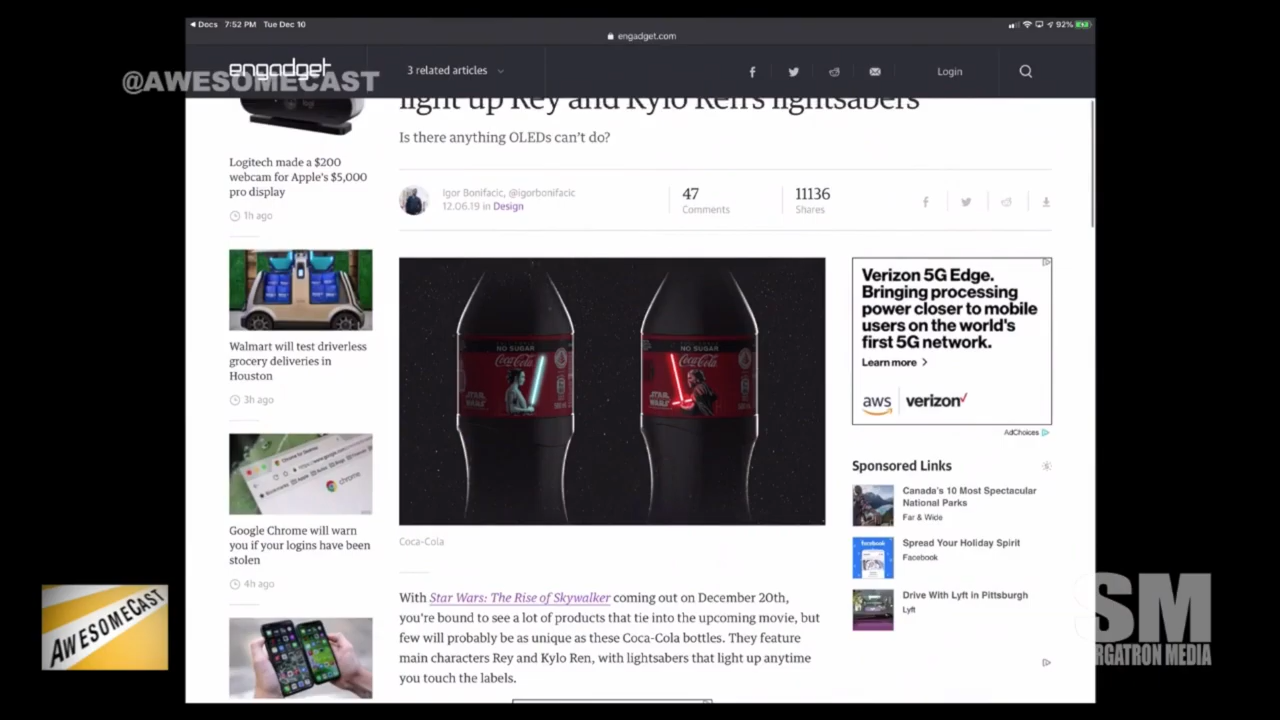 Docs 7:52 PM Tue Dec 10
92%
engadget.com
engadget
3 related articles
Login
@AWESOMECAST
light up Rey and Kylo Ren's lightsabers
Is there anything OLEDs can't do?
Logitech made a $200
webcam for Apple's $5,000
pro display
1h ago
Igor Bonifacic, @igorbonifacic
12.06.19 in Design
47
Comments
11136
Shares
Walmart will test driverless
grocery deliveries in
Houston
3h ago
chrome
Google Chrome will warn
you if your logins have been
stolen
4h ago
NO SUGAR
Coca-Cola
STAR
WARS
NO SUGAR
Coca-Cola
STAR
WARS
Coca-Cola
With Star Wars: The Rise of Skywalker coming out on December 20th,
you're bound to see a lot of products that tie into the upcoming movie, but
few will probably be as unique as these Coca-Cola bottles. They feature
main characters Rey and Kylo Ren, with lightsabers that light up anytime
you touch the labels.
Verizon 5G Edge.
Bringing processing
power closer to mobile
users on the world's
first 5G network.
Learn more
aws verizon
AdChoices
Sponsored Links
Canada's 10 Most Spectacular
National Parks
Far & Wide
facebook
Spread Your Holiday Spirit
Facebook
Drive With Lyft in Pittsburgh
Lyft
AWESOMECAST
SM
RGATRON MEDIA